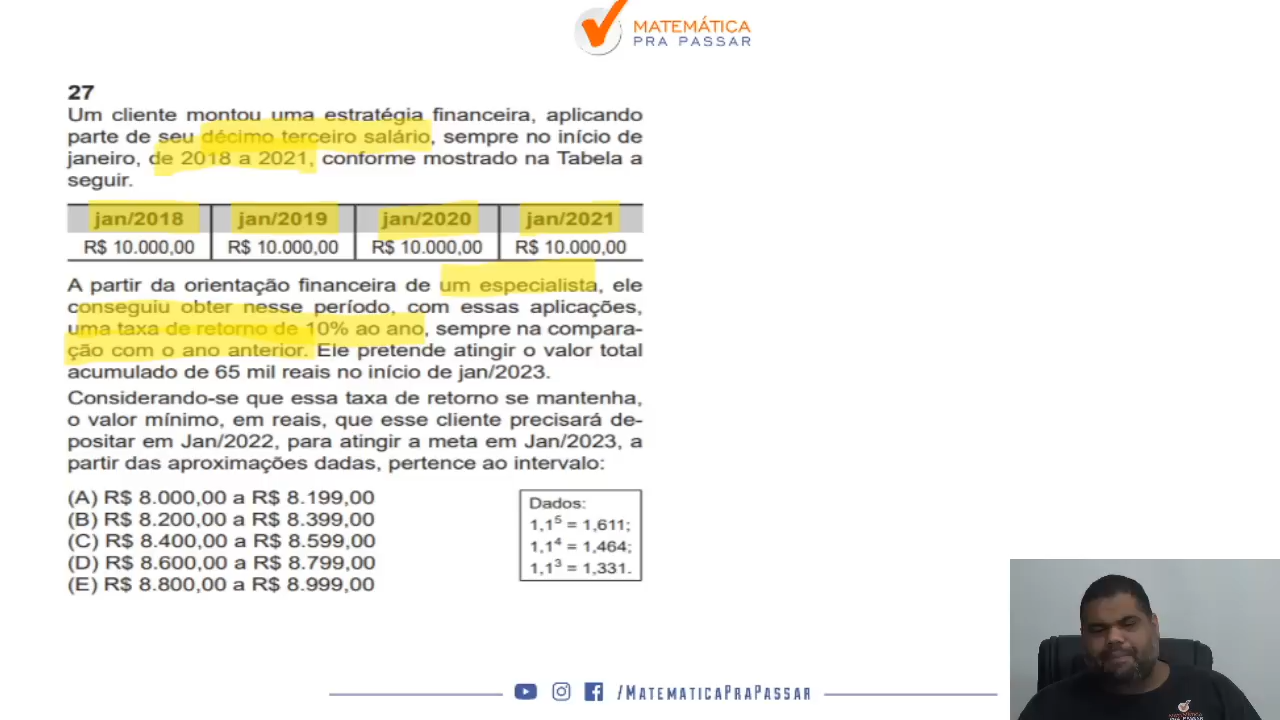 MATEMÁTICA
PRA PASSAR
27
Um cliente montou uma estratégia financeira, aplicando
parte de seu décimo terceiro salário, sempre no início de
janeiro, de 2018 a 2021, conforme mostrado na Tabela a
seguir.
jan/2018 jan/2019 jan/2020 jan/2021
R$ 10.000,00 R$ 10.000,00 R$ 10.000,00 R$ 10.000,00
A partir da orientação financeira de um especialista, ele
conseguiu obter nesse período, com essas aplicações,
uma taxa de retorno de 10% ao ano, sempre na compara-
ção com o ano anterior. Ele pretende atingir o valor total
acumulado de 65 mil reais no início de jan/2023.
Considerando-se que essa taxa de retorno se mantenha,
o valor mínimo, em reais, que esse cliente precisará de-
positar em Jan/2022, para atingir a meta em Jan/2023, a
partir das aproximações dadas, pertence ao intervalo:
(A) R$ 8.000,00 a R$ 8.199,00
(B) R$ 8.200,00 a R$ 8.399,00
(C) R$ 8.400,00 a R$ 8.599,00
(D) R$ 8.600,00 a R$ 8.799,00
(E) R$ 8.800,00 a R$ 8.999,00
Dados:
1,1⁵ = 1,611;
1,1⁴ = 1,464;
1,1³ = 1,331.
/MATEMATICAPRAPASSAR